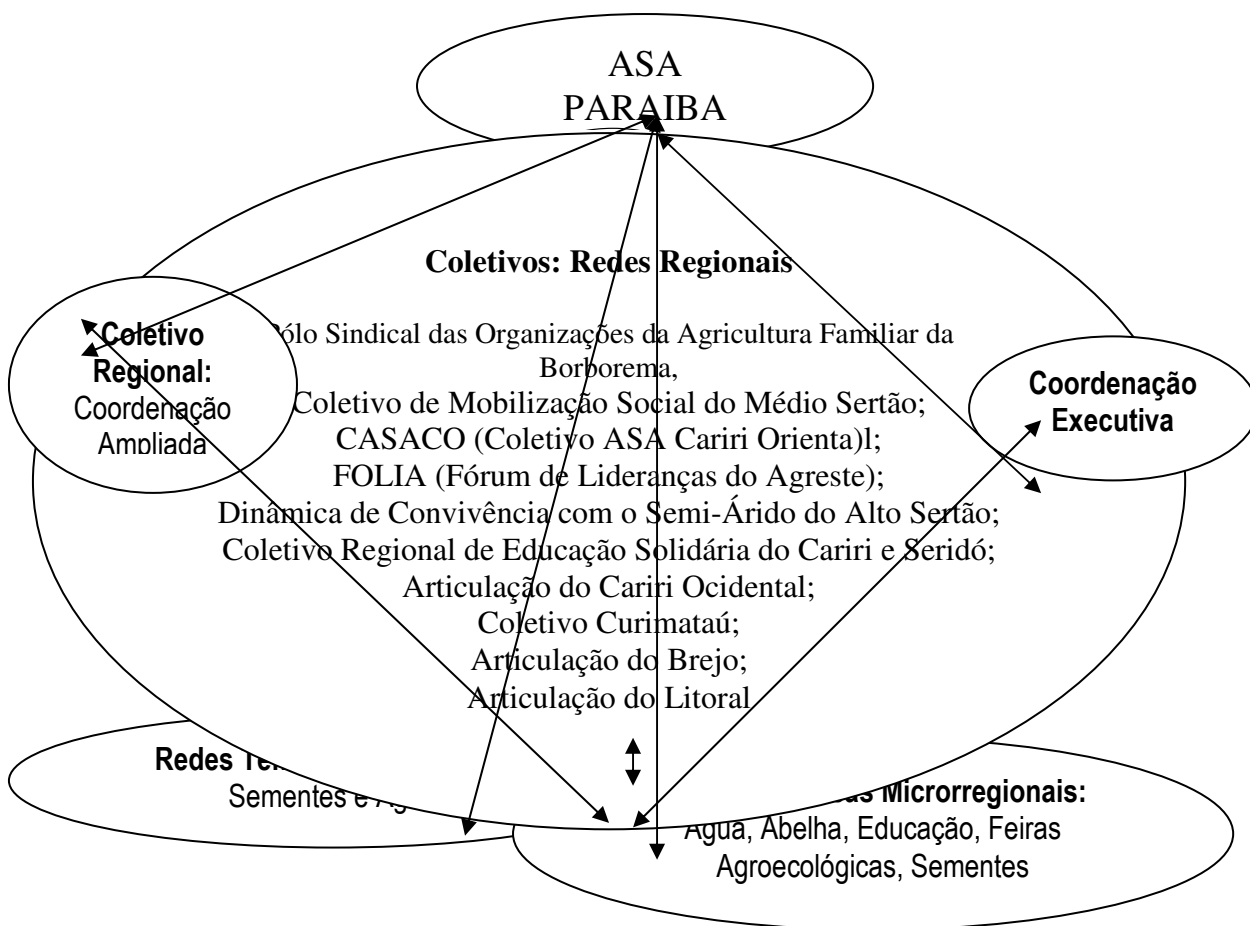 ASA
PARAIBA
Coletivos: Redes Regionais
Pólo Sindical das Organizações da Agricultura Familiar da
Borborema,
Coletivo de Mobilização Social do Médio Sertão;
CASACO (Coletivo ASA Cariri Orienta)l;
FOLIA (Fórum de Lideranças do Agreste);
Dinâmica de Convivência com o Semi-Árido do Alto Sertão;
Coletivo Regional de Educação Solidária do Cariri e Seridó;
Articulação do Cariri Ocidental;
Coletivo Curimataú;
Articulação do Brejo;
Articulação do Litoral
Coletivo
Regional:
Coordenação
Ampliada
Coordenação
Executiva
Redes
Sementes e
Microrregionais:
Água, Abelha, Educação, Feiras
Agroecológicas, Sementes